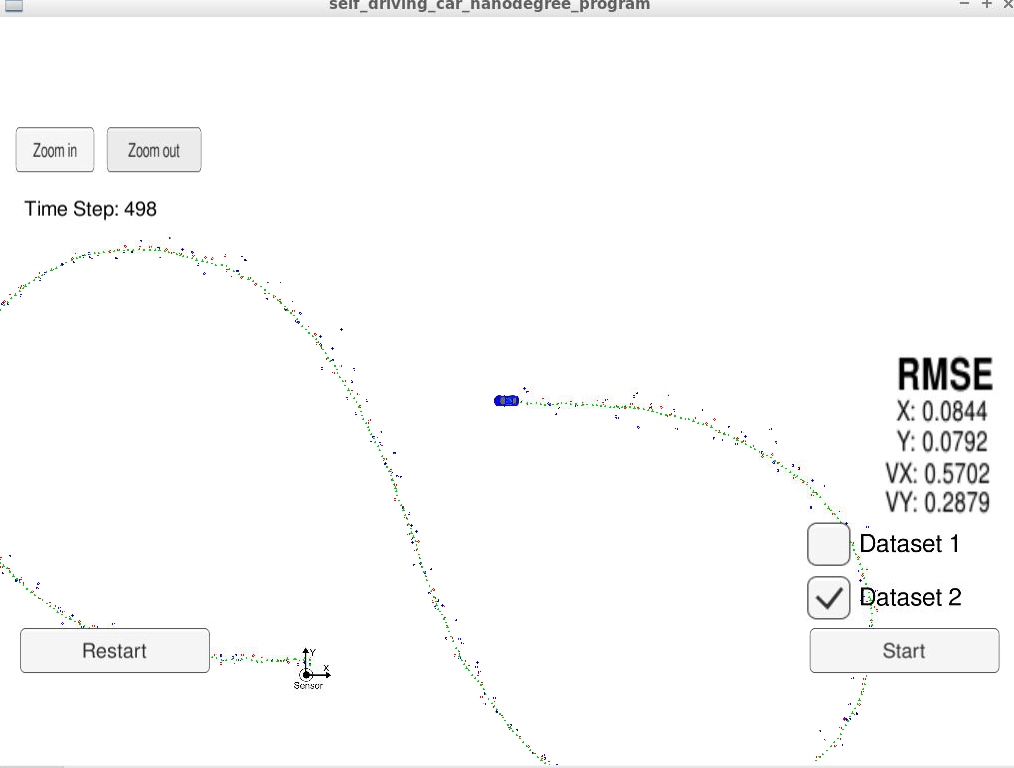 self_driving_car_nanodegree_program
Zoom in
Zoom out
Time Step: 498
RMSE
X: 0.0844
Y: 0.0792
VX: 0.5702
VY: 0.2879
Dataset 1
Dataset 2
Restart
Start
Y
X
Sensor